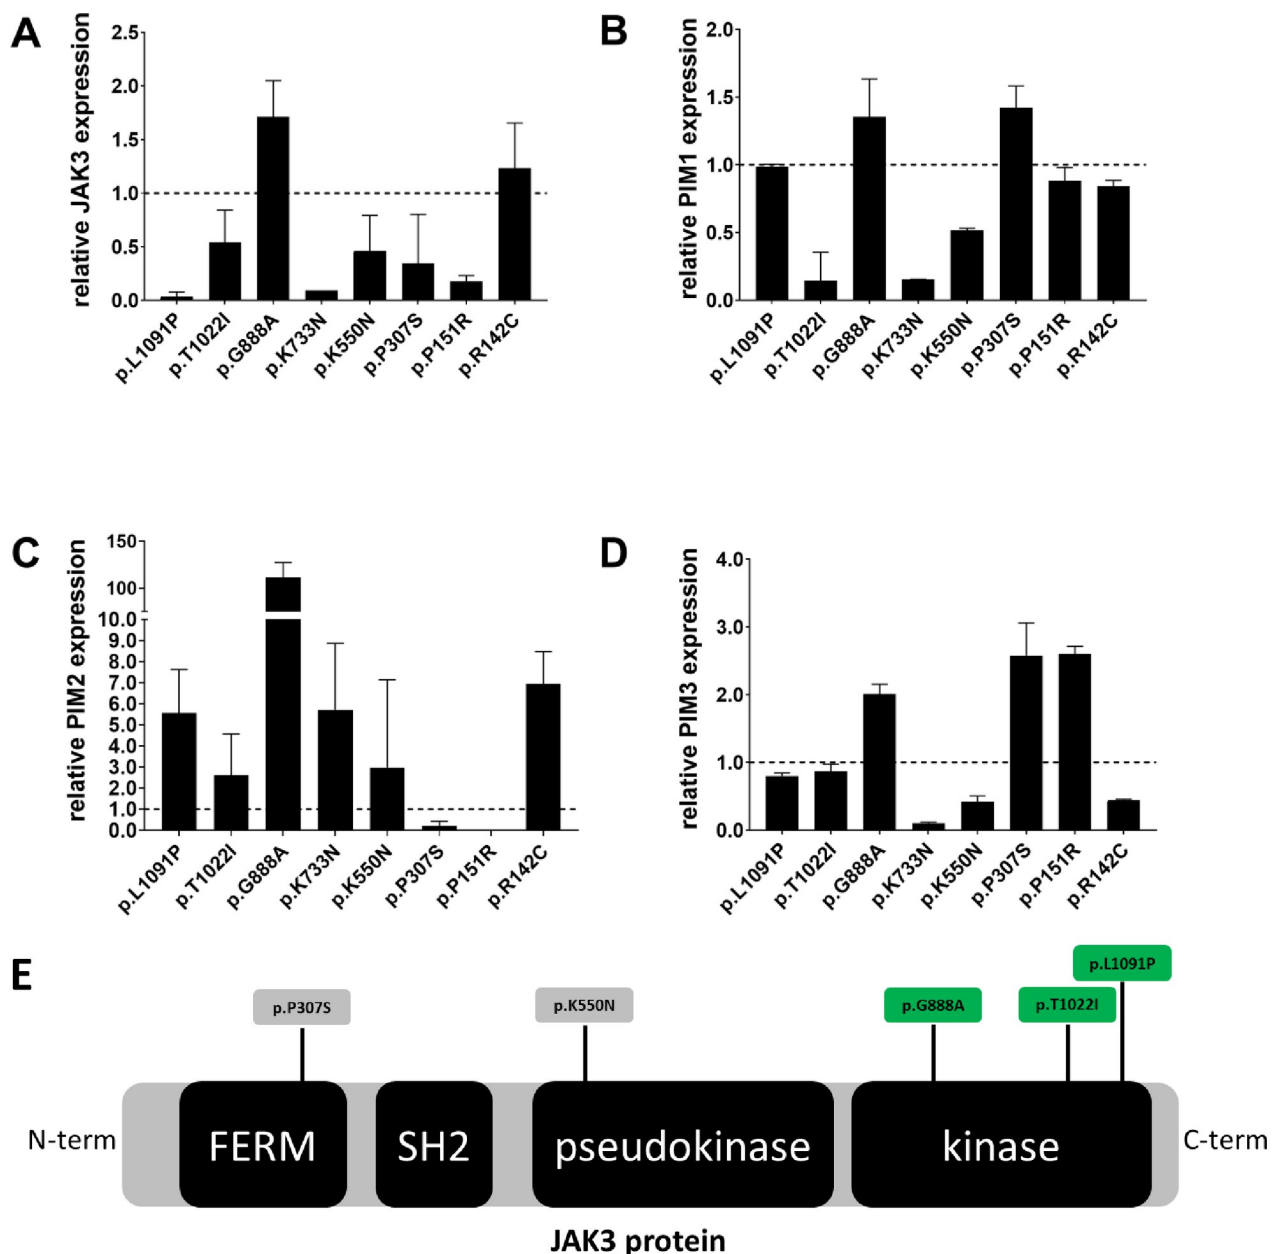 A
relative JAK3 expression
2.5
2.0
1.5
1.0
0.5
0.0
p.L1091P
p.T1022I
p.G888A
p.K733N
p.K550N
p.P307S
p.P151R
p.R142C
B
relative PIM1 expression
2.0
1.5
1.0
0.5
0.0
p.L1091P
p.T1022I
p.G888A
p.K733N
p.K550N
p.P307S
p.P151R
p.R142C
C
relative PIM2 expression
150
100
10.0
9.0
8.0
7.0
6.0
5.0
4.0
3.0
2.0
1.0
0.0
p.L1091P
p.T1022I
p.G888A
p.K733N
p.K550N
p.P307S
p.P151R
p.R142C
D
relative PIM3 expression
4.0
3.0
2.0
1.0
0.0
p.L1091P
p.T1022I
p.G888A
p.K733N
p.K550N
p.P307S
p.P151R
p.R142C
E
p.L1091P
p.P307S p.K550N p.G888A p.T1022I
N-term FERM SH2 pseudokinase kinase C-term
JAK3 protein